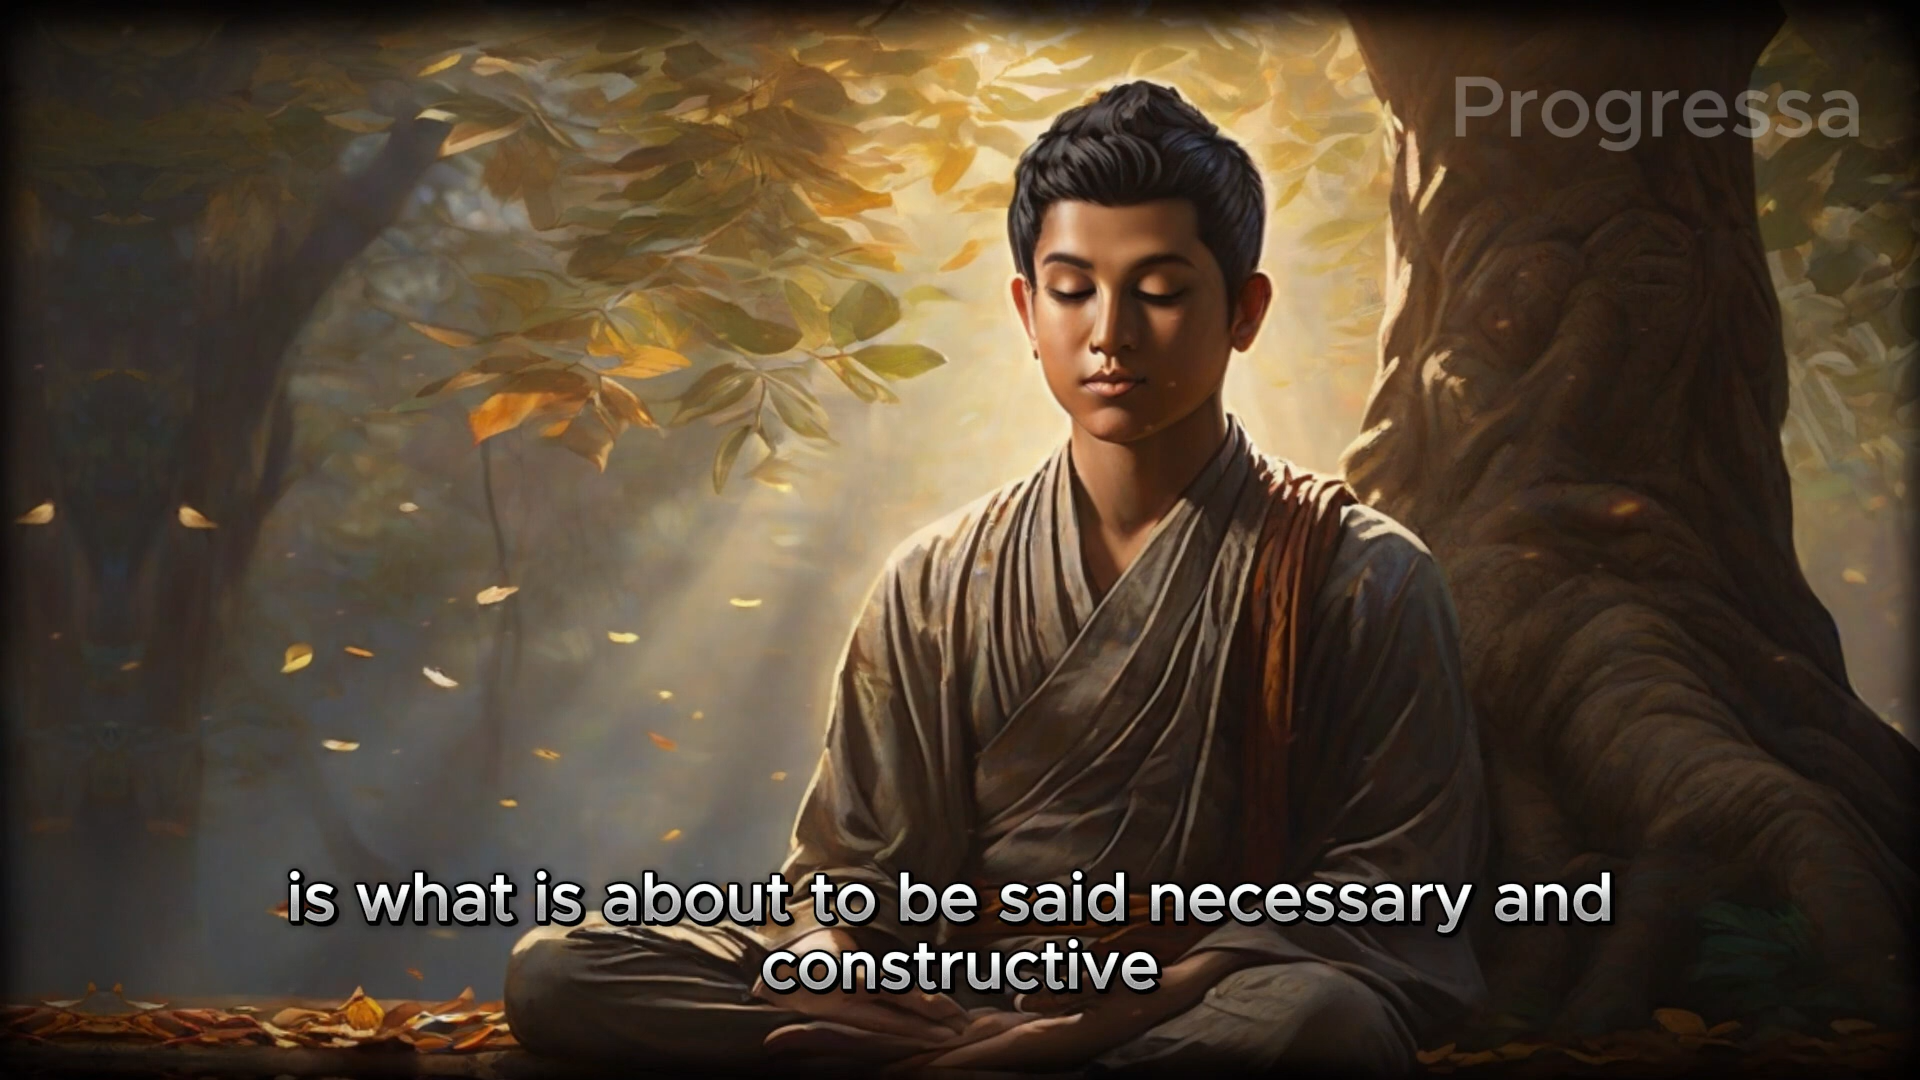 Progressa
is what is about to be said necessary and
constructive